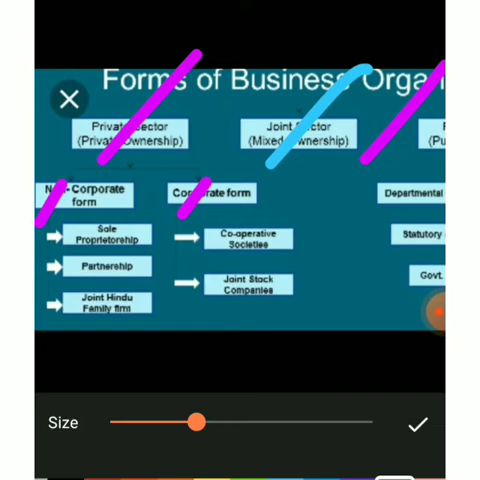 Forms of Business Organ
Private Sector
(Private Ownership)
Joint Sector
(Mixed Ownership)
(Pu
Non-Corporate
form
Corporate form
Departmental
Sole
Proprietorship
Co-operative
Societies
Statutory
Partnership
Joint Stock
Companies
Govt.
Joint Hindu
Family firm
Size